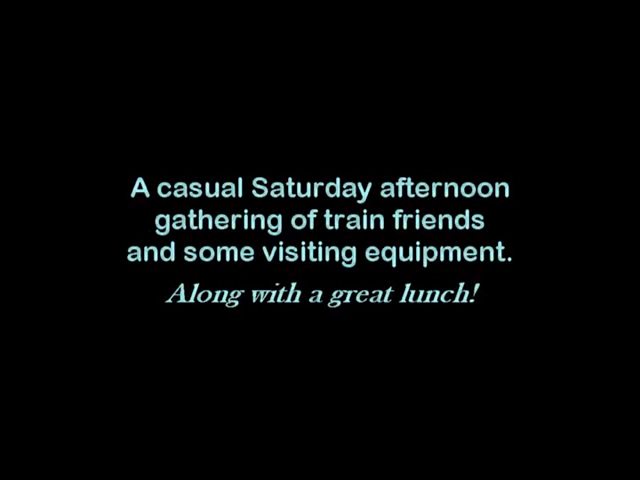 A casual Saturday afternoon
gathering of train friends
and some visiting equipment.
Along with a great lunch!